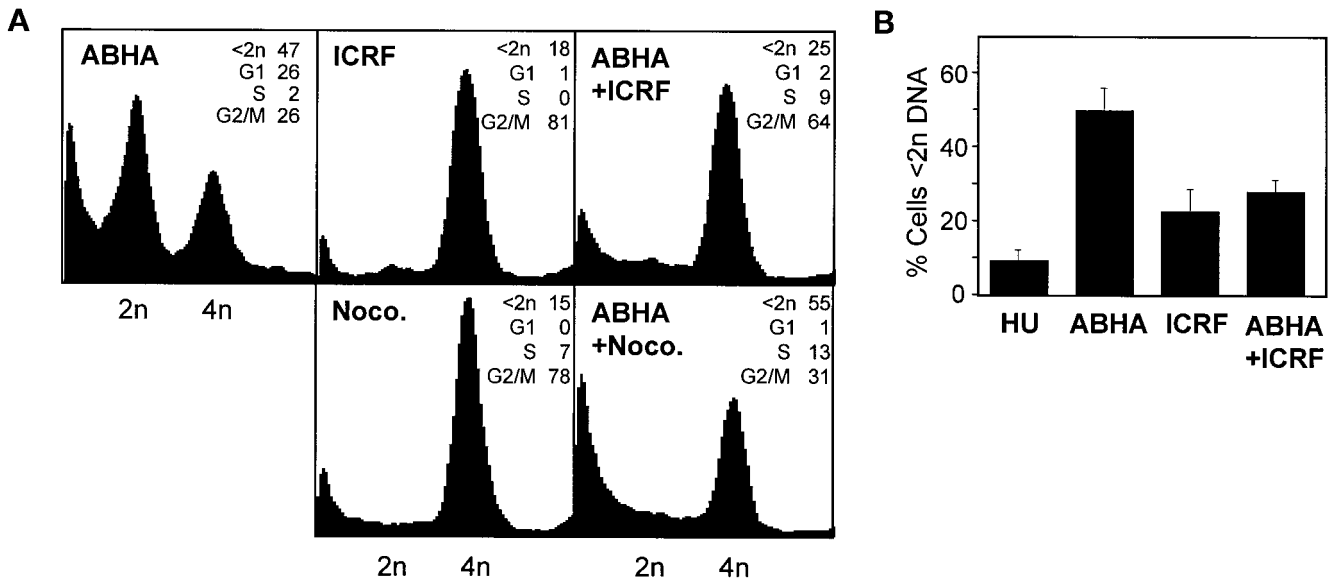 A
ABHA
<2n 47
G1 26
S 2
G2/M 26
ICRF
<2n 18
G1 1
S 0
G2/M 81
ABHA
+ICRF
<2n 25
G1 2
S 9
G2/M 64
2n 4n
Noco.
<2n 15
G1 0
S 7
G2/M 78
ABHA
+Noco.
<2n 55
G1 1
S 13
G2/M 31
2n 4n
2n 4n
B
% Cells <2n DNA
60
40
20
0
HU
ABHA
ICRF
ABHA
+ICRF